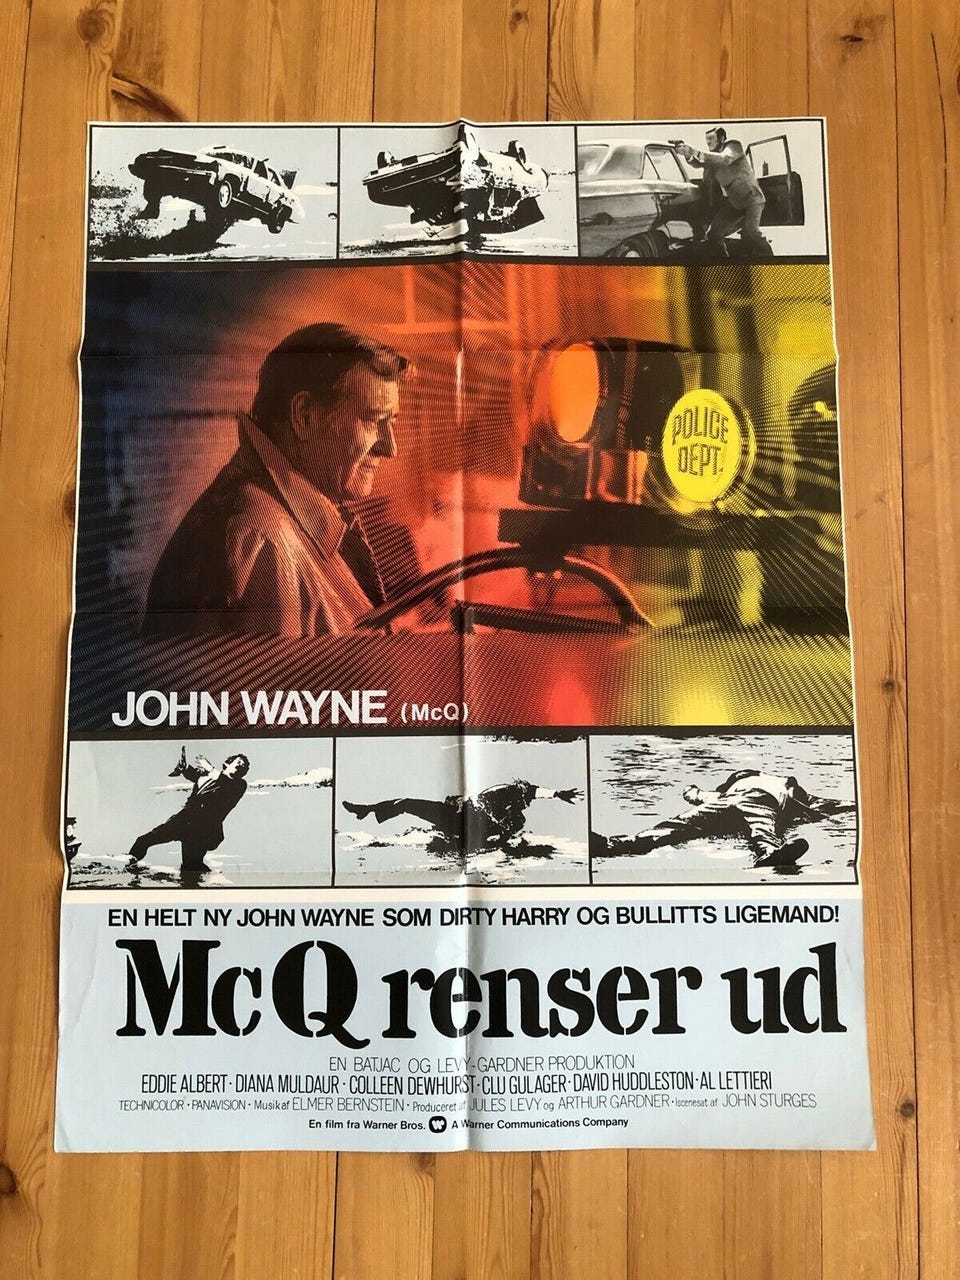 POLICE
DEPT.
JOHN WAYNE (McQ)
EN HELT NY JOHN WAYNE SOM DIRTY HARRY OG BULLITTS LIGEMAND!
McQ renser ud
EN BATJAC OG LEVY-GARDNER PRODUKTION
EDDIE ALBERT · DIANA MULDAUR · COLLEEN DEWHURST · CLU GULAGER · DAVID HUDDLESTON · AL LETTIERI
TECHNICOLOR · PANAVISION · Musik af ELMER BERNSTEIN · Produceret af JULES LEVY og ARTHUR GARDNER · Iscenesat af JOHN STURGES
En film fra Warner Bros. W A Warner Communications Company